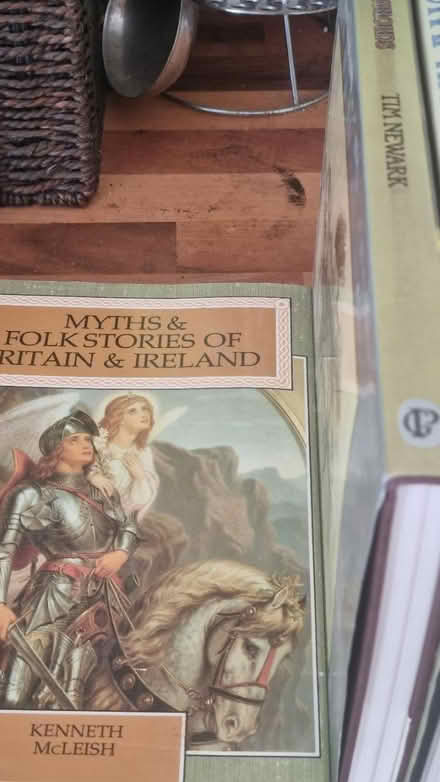 MYTHS &
FOLK STORIES OF
RITAIN & IRELAND
KENNETH
McLEISH
TIM NEWARK